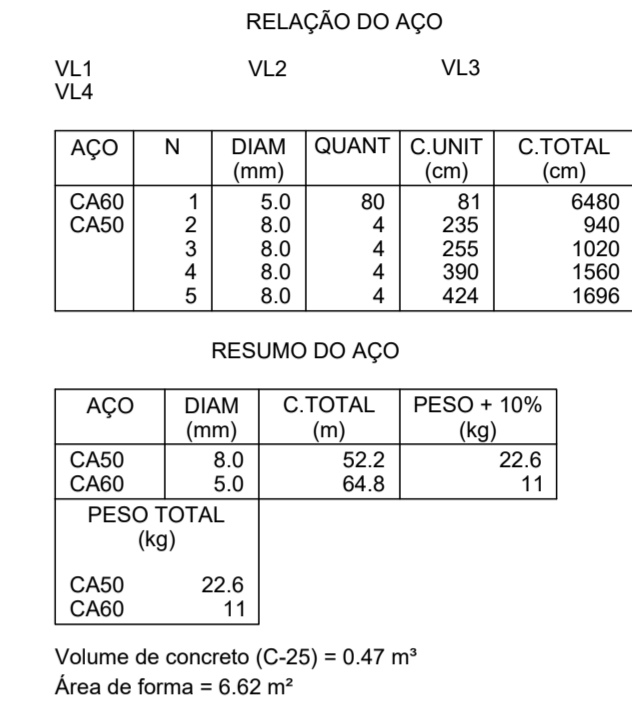 RELAÇÃO DO AÇO
VL1 VL2 VL3
VL4
AÇO N DIAM QUANT C.UNIT C.TOTAL
(mm) (cm) (cm)
CA60 1 5.0 80 81 6480
CA50 2 8.0 4 235 940
3 8.0 4 255 1020
4 8.0 4 390 1560
5 8.0 4 424 1696
RESUMO DO AÇO
AÇO DIAM C.TOTAL PESO + 10%
(mm) (m) (kg)
CA50 8.0 52.2 22.6
CA60 5.0 64.8 11
PESO TOTAL
(kg)
CA50 22.6
CA60 11
Volume de concreto (C-25) = 0.47 m³
Área de forma = 6.62 m²